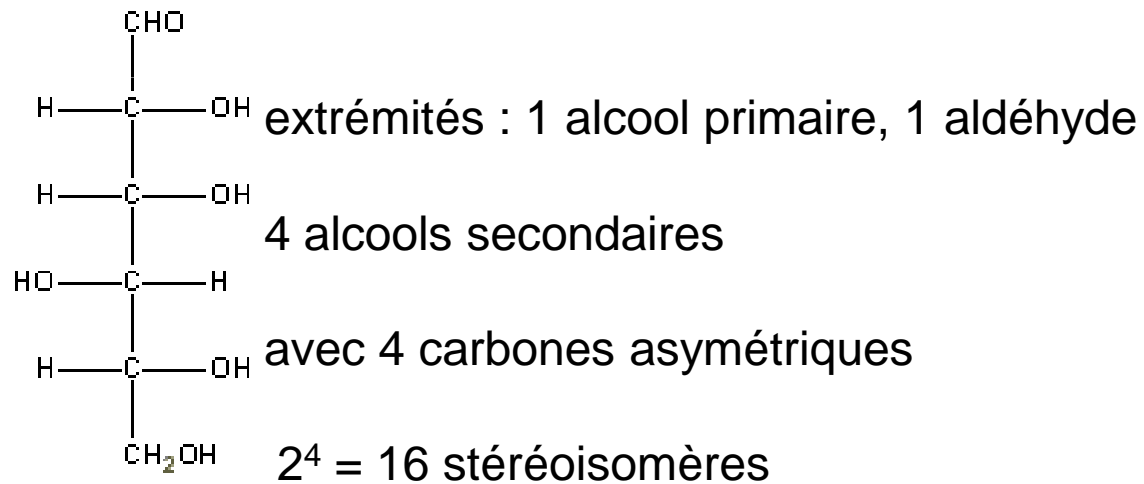 CHO
H C OH
extrémités : 1 alcool primaire, 1 aldéhyde
H C OH
4 alcools secondaires
HO C H
avec 4 carbones asymétriques
H C OH
CH₂OH
2⁴ = 16 stéréoisomères